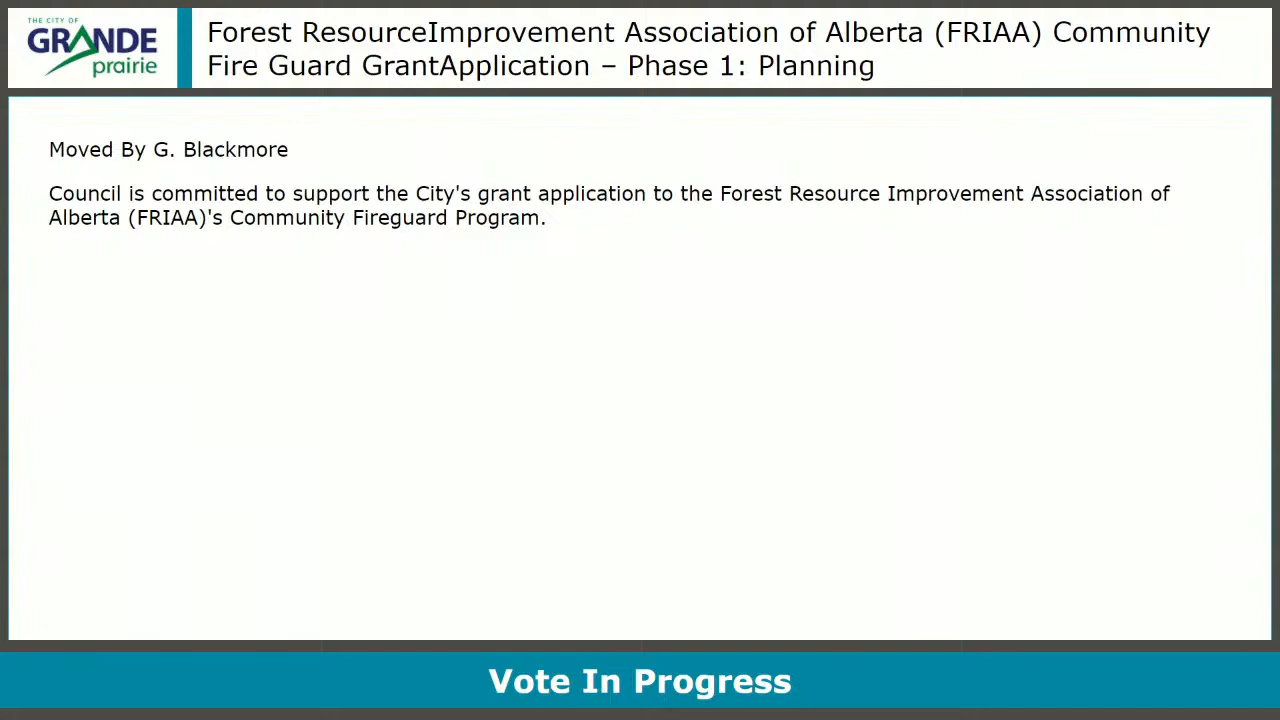 THE CITY OF
GRANDE
prairie
Forest ResourceImprovement Association of Alberta (FRIAA) Community
Fire Guard GrantApplication – Phase 1: Planning
Moved By G. Blackmore
Council is committed to support the City's grant application to the Forest Resource Improvement Association of
Alberta (FRIAA)'s Community Fireguard Program.
Vote In Progress